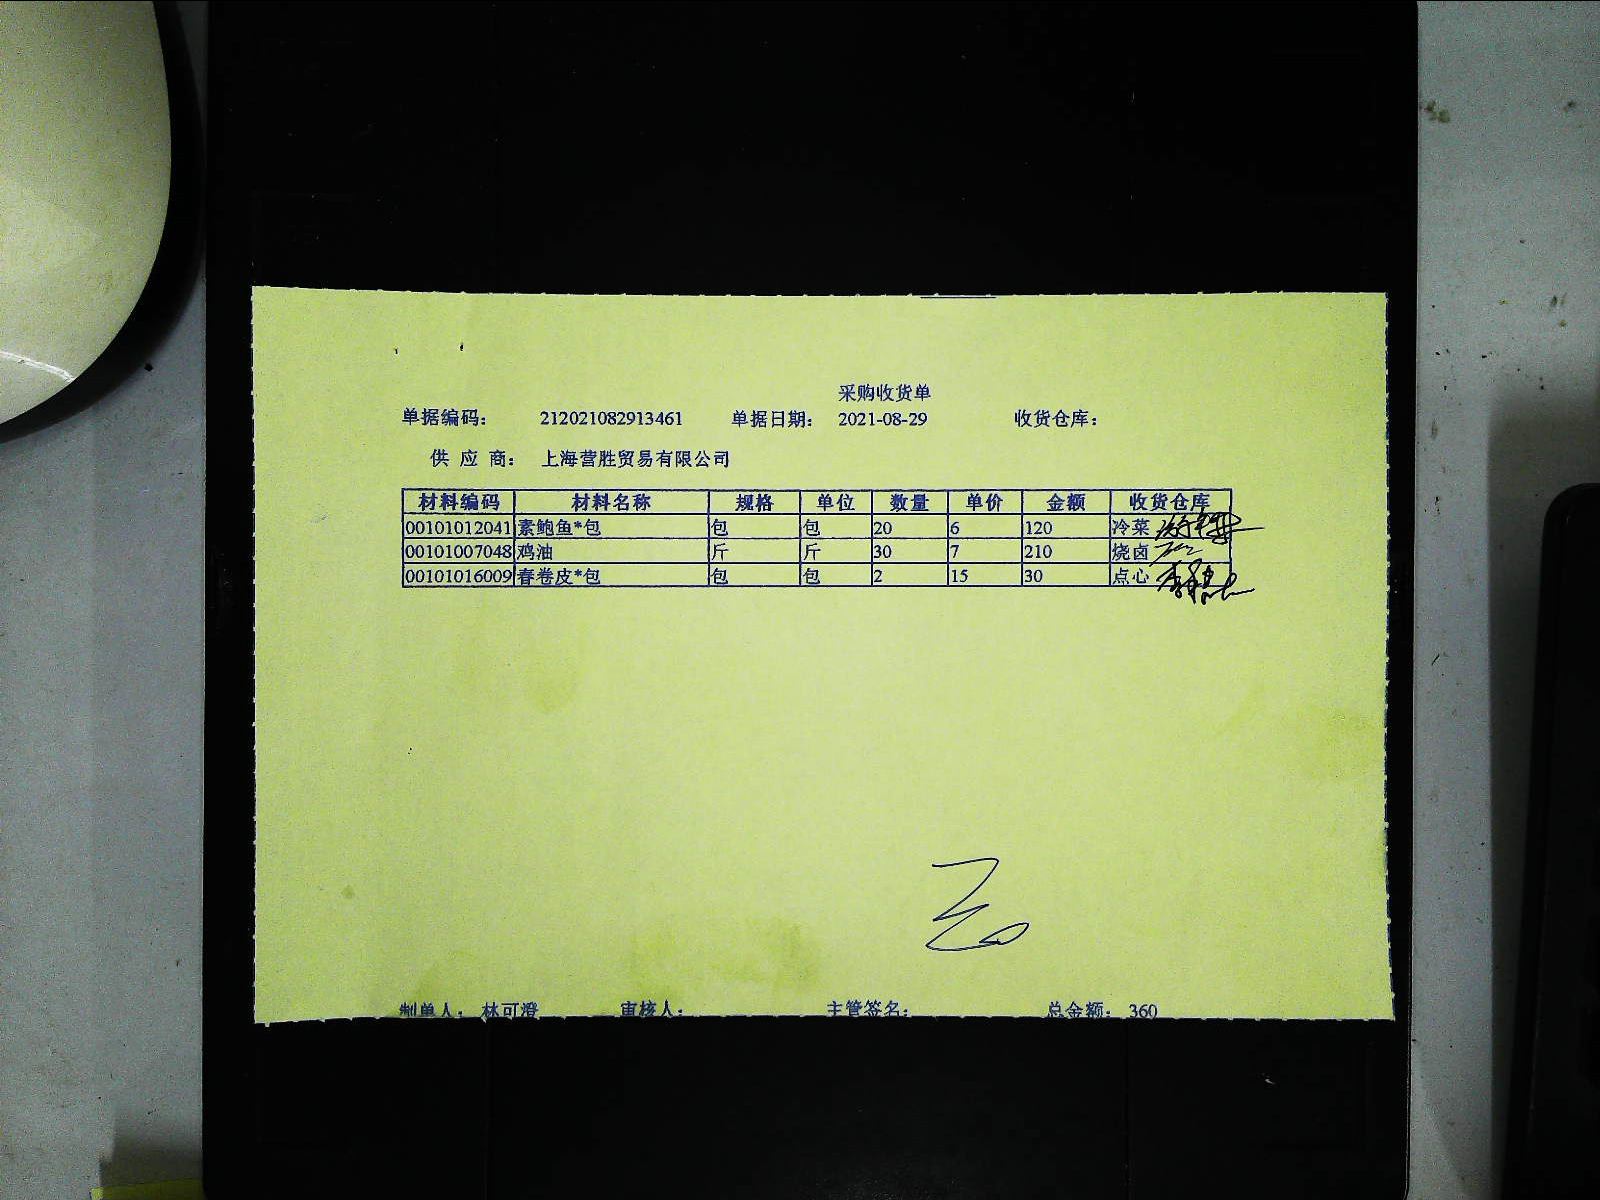 采购收货单
单据编码： 212021082913461 单据日期： 2021-08-29 收货仓库：
供 应 商： 上海营胜贸易有限公司
材料编码 材料名称 规格 单位 数量 单价 金额 收货仓库
00101012041 素鲍鱼*包 包 包 20 6 120 冷菜
00101007048 鸡油 斤 斤 30 7 210 烧卤
00101016009 春卷皮*包 包 包 2 15 30 点心
制单人： 林可澄 审核人： 主管签名： 总金额： 360